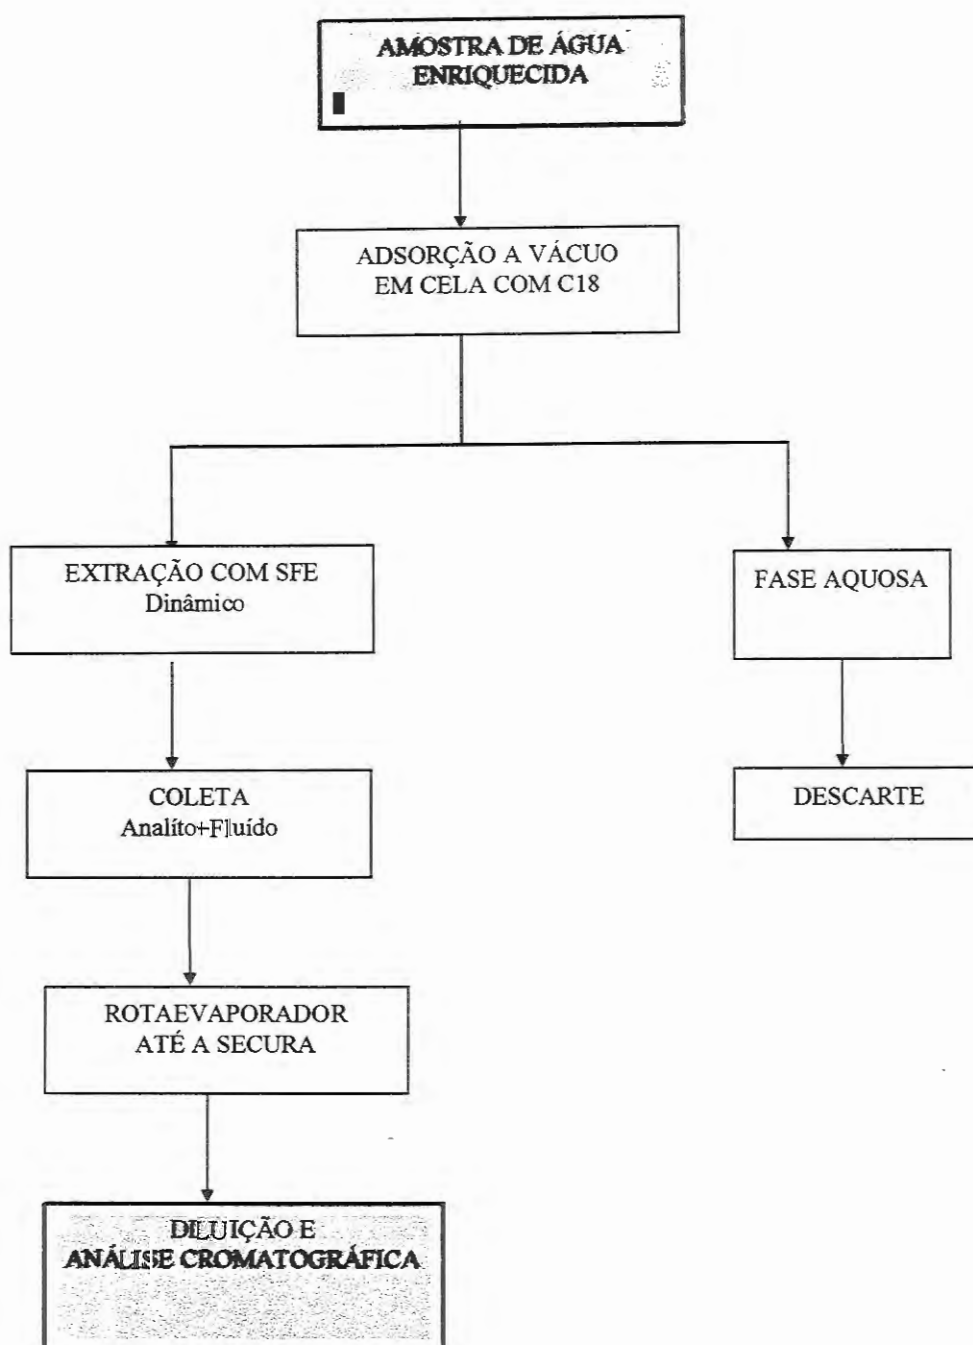 AMOSTRA DE ÁGUA
ENRIQUECIDA
ADSORÇÃO A VÁCUO
EM CELA COM C18
EXTRAÇÃO COM SFE
Dinâmico
FASE AQUOSA
COLETA
Analíto+Fluído
DESCARTE
ROTAEVAPORADOR
ATÉ A SECURA
DILUIÇÃO E
ANÁLISE CROMATOGRÁFICA